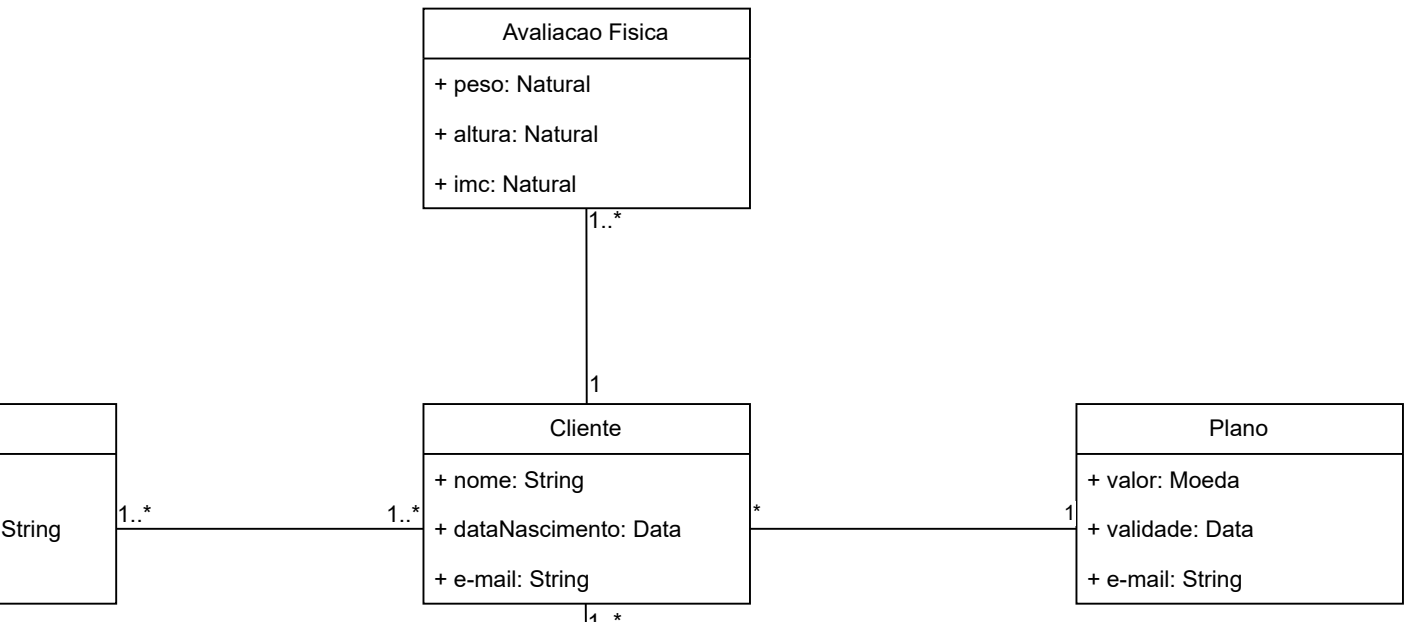 Avaliacao Fisica
+ peso: Natural
+ altura: Natural
+ imc: Natural
1..*
1
Cliente
Plano
+ nome: String
+ valor: Moeda
String
1..*
1..*
+ dataNascimento: Data
*
1
+ validade: Data
+ e-mail: String
+ e-mail: String
1..*